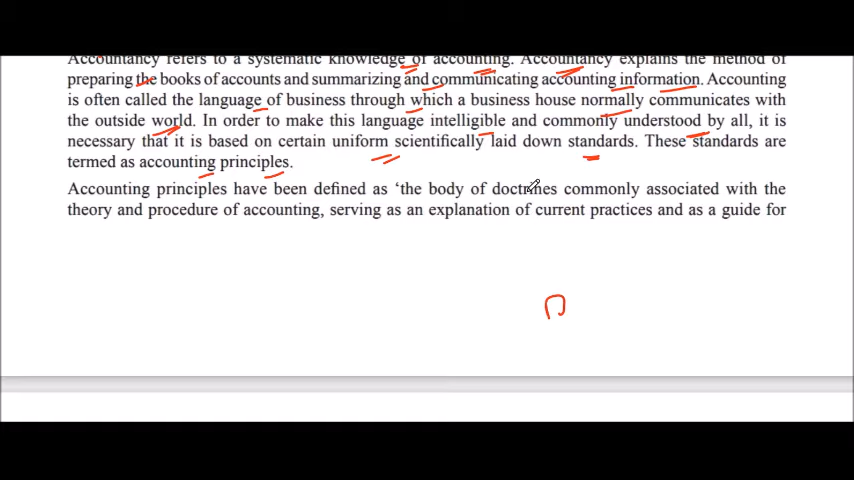 Accountancy refers to a systematic knowledge of accounting. Accountancy explains the method of
preparing the books of accounts and summarizing and communicating accounting information. Accounting
is often called the language of business through which a business house normally communicates with
the outside world. In order to make this language intelligible and commonly understood by all, it is
necessary that it is based on certain uniform scientifically laid down standards. These standards are
termed as accounting principles.
Accounting principles have been defined as ‘the body of doctrines commonly associated with the
theory and procedure of accounting, serving as an explanation of current practices and as a guide for